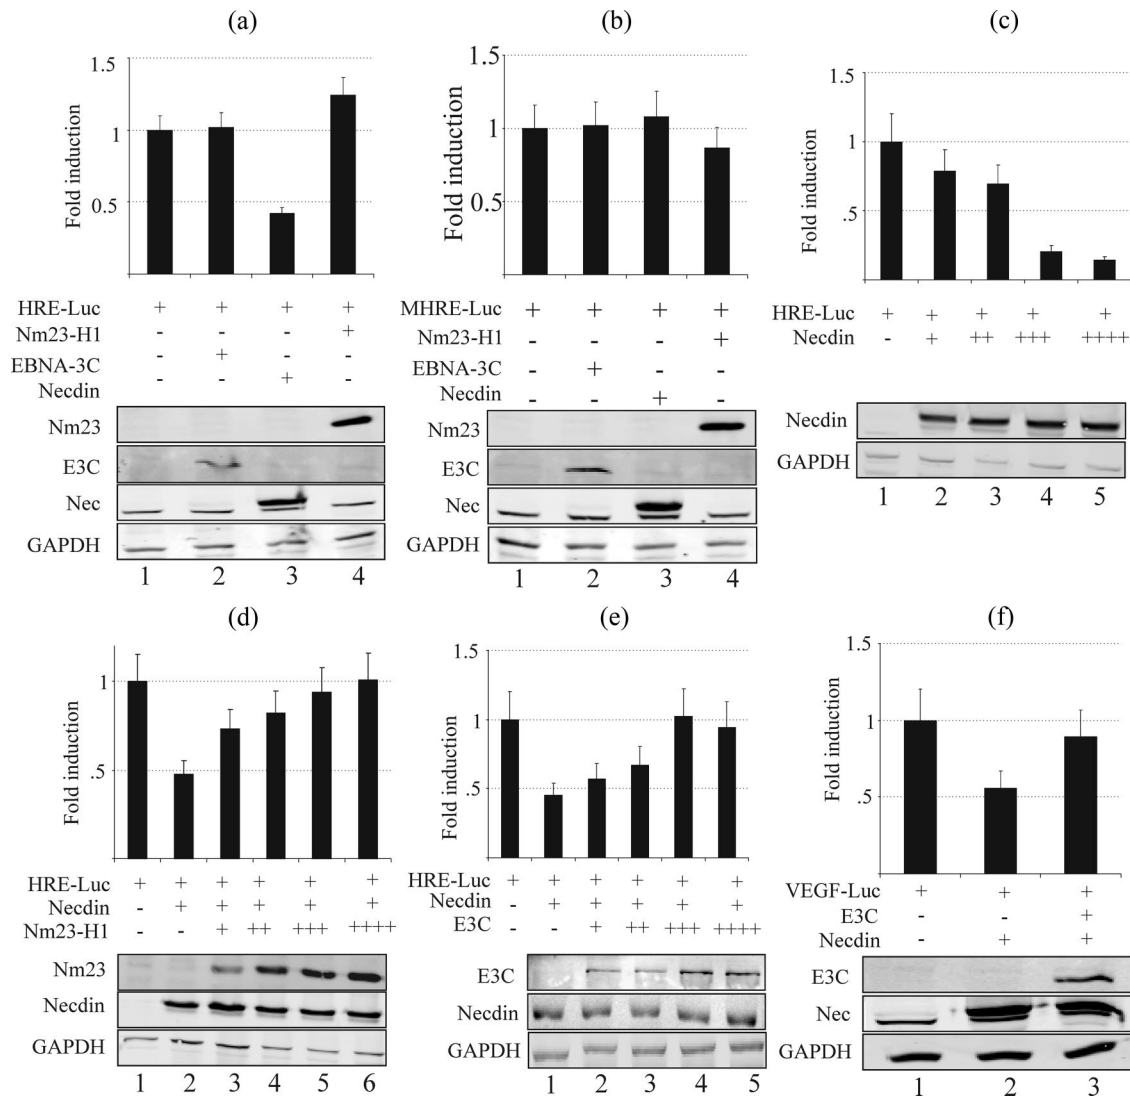 (a)
1.5
1
0.5
Fold induction
HRE-Luc + + + +
Nm23-H1 - - - +
EBNA-3C - + - -
Necdin - - + -
Nm23
E3C
Nec
GAPDH
1 2 3 4
(b)
1.5
1
0.5
Fold induction
MHRE-Luc + + + +
Nm23-H1 - - - +
EBNA-3C - + - -
Necdin - - + -
Nm23
E3C
Nec
GAPDH
1 2 3 4
(c)
1.5
1
.5
Fold induction
HRE-Luc + + + + +
Necdin - + ++ +++ ++++
Necdin
GAPDH
1 2 3 4 5
(d)
1
.5
Fold induction
HRE-Luc + + + + + +
Necdin - + + + + +
Nm23-H1 - - + ++ +++ ++++
Nm23
Necdin
GAPDH
1 2 3 4 5 6
(e)
1.5
1
.5
Fold induction
HRE-Luc + + + + + +
Necdin - + + + + +
E3C - - + ++ +++ ++++
E3C
Necdin
GAPDH
1 2 3 4 5
(f)
1.5
1
.5
Fold induction
VEGF-Luc + + +
E3C - - +
Necdin - + +
E3C
Nec
GAPDH
1 2 3